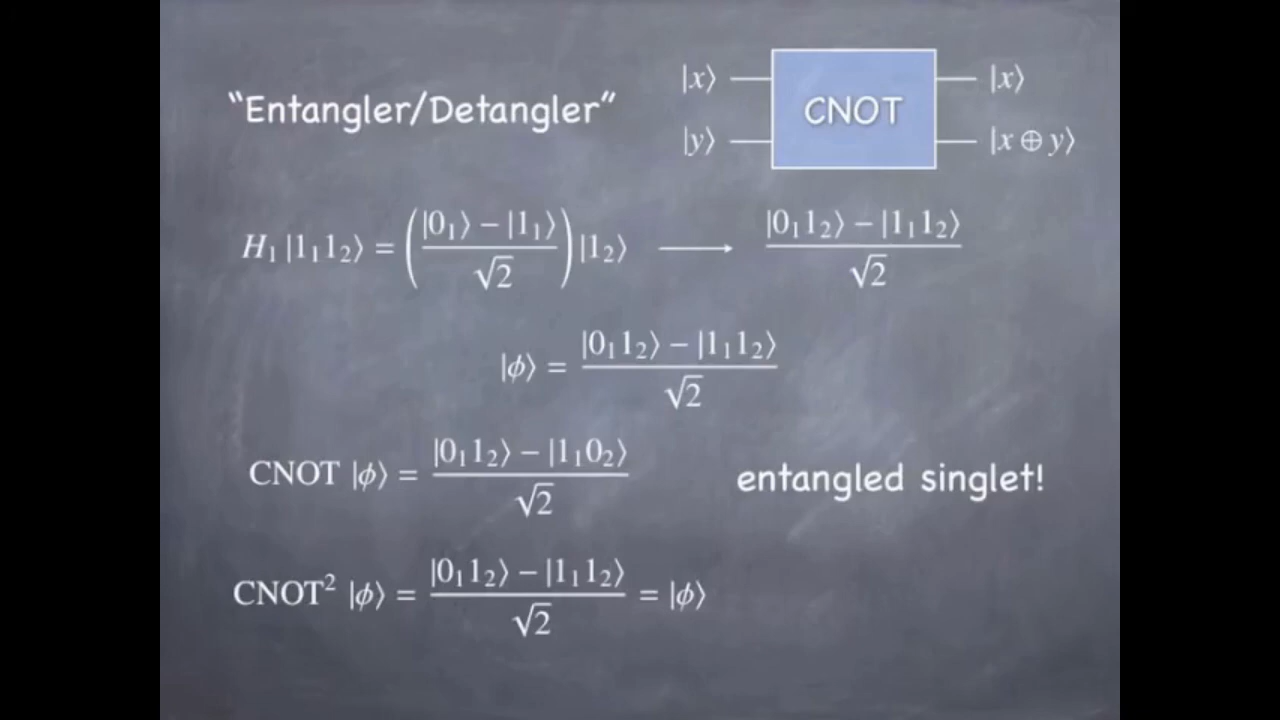 “Entangler/Detangler”
|x⟩ CNOT |x⟩
|y⟩ |x ⊕ y⟩
H₁ |1₁1₂⟩ = ( (|0₁⟩ − |1₁⟩) / √2 ) |1₂⟩ ⟶ (|0₁1₂⟩ − |1₁1₂⟩) / √2
|ϕ⟩ = (|0₁1₂⟩ − |1₁1₂⟩) / √2
CNOT |ϕ⟩ = (|0₁1₂⟩ − |1₁0₂⟩) / √2 entangled singlet!
CNOT² |ϕ⟩ = (|0₁1₂⟩ − |1₁1₂⟩) / √2 = |ϕ⟩